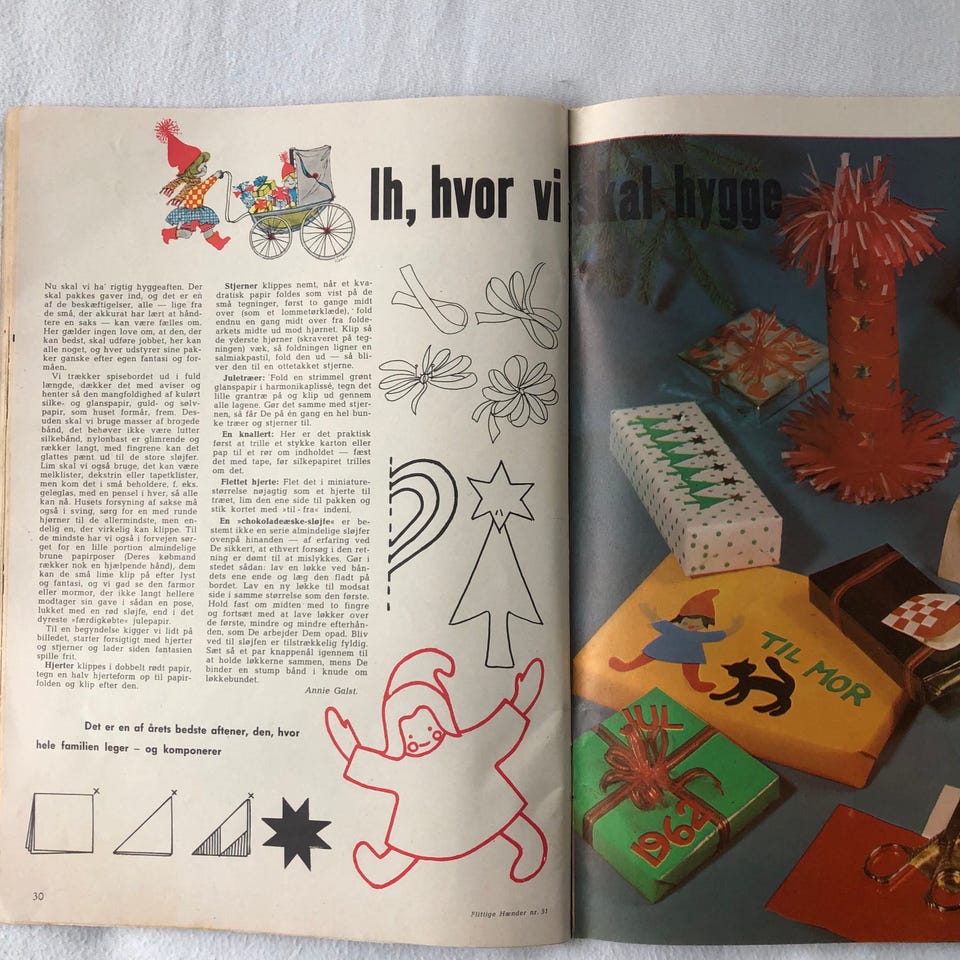 Ih, hvor vi skal hygge
Nu skal vi ha' rigtig hyggeaften. Der
skal pakkes gaver ind, og det er en
af de beskæftigelser, alle — lige fra
de små, der akkurat har lært at hånd-
tere en saks — kan være fælles om.
Her gælder ingen love om, at den, der
kan bedst, skal udføre jobbet, her kan
alle noget, og hver udstyrer sine pak-
ker ganske efter egen fantasi og for-
måen.
Vi trækker spisebordet ud i fuld
længde, dækker det med aviser og
henter så den mangfoldighed af kulørt
silke- og glanspapir, guld- og sølv-
papir, som huset formår, frem. Des-
uden skal vi bruge masser af brogede
bånd, det behøver ikke være lutter
silkebånd, nylonbast er glimrende og
rækker langt, med fingrene kan det
glattes pænt ud til de store sløjfer.
Lim skal vi også bruge, det kan være
melklister, dekstrin eller tapetklister,
men kom det i små beholdere, f. eks.
geleglas, med en pensel i hver, så alle
kan nå. Husets forsyning af sakse må
også i sving, sørg for en med runde
hjørner til de allermindste, men en-
delig en, der virkelig kan klippe. Til
de mindste har vi også i forvejen sør-
get for en lille portion almindelige
brune papirposer (Deres købmand
rækker nok en hjælpende hånd), dem
kan de små lime klip på efter lyst
og fantasi, og vi gad se den farmor
eller mormor, der ikke langt hellere
modtager sin gave i sådan en pose,
lukket med en rød sløjfe, end i det
dyreste »færdigkøbte« julepapir.
Til en begyndelse kigger vi lidt på
billedet, starter forsigtigt med hjerter
og stjerner og lader siden fantasien
spille frit.
Hjerter klippes i dobbelt rødt papir,
tegn en halv hjerteform op til papir-
folden og klip efter den.
Stjerner klippes nemt, når et kva-
dratisk papir foldes som vist på de
små tegninger, først to gange midt
over (som et lommetørklæde), fold
endnu en gang midt over fra folde-
arkets midte ud mod hjørnet. Klip så
de yderste hjørner (skraveret på teg-
ningen) væk, så foldningen ligner en
salmiakpastil, fold den ud — så bli-
ver den til en ottetakket stjerne.
Juletræer: Fold en strimmel grønt
glanspapir i harmonikaplissé, tegn det
lille grantræ på og klip ud gennem
alle lagene. Gør det samme med stjer-
nen, så får De på én gang en hel bun-
ke træer og stjerner til.
En knallert: Her er det praktisk
først at trille et stykke karton eller
pap til et rør om indholdet — fæst
det med tape, før silkepapiret trilles
om det.
Flettet hjerte: Flet det i miniature-
størrelse nøjagtig som et hjerte til
træet, lim den ene side til pakken og
stik kortet med »til - fra« indeni.
En »chokoladeæske-sløjfe« er be-
stemt ikke en serie almindelige sløjfer
ovenpå hinanden — af erfaring ved
De sikkert, at ethvert forsøg i den ret-
ning er dømt til at mislykkes. Gør i
stedet sådan: lav en løkke ved bån-
dets ene ende og læg den fladt på
bordet. Lav en ny løkke til modsat
side i samme størrelse som den første.
Hold fast om midten med to fingre
og fortsæt med at lave løkker over
de første, mindre og mindre efterhån-
den, som De arbejder Dem opad. Bliv
ved til sløjfen er tilstrækkelig fyldig.
Sæt så et par knappenål igennem til
at holde løkkerne sammen, mens De
binder en stump bånd i knude om
løkkebundet.
Annie Galst.
Det er en af årets bedste aftener, den, hvor
hele familien leger — og komponerer
x
x
x
30
Flittige Hænder nr. 51
TIL MOR
JUL
1962